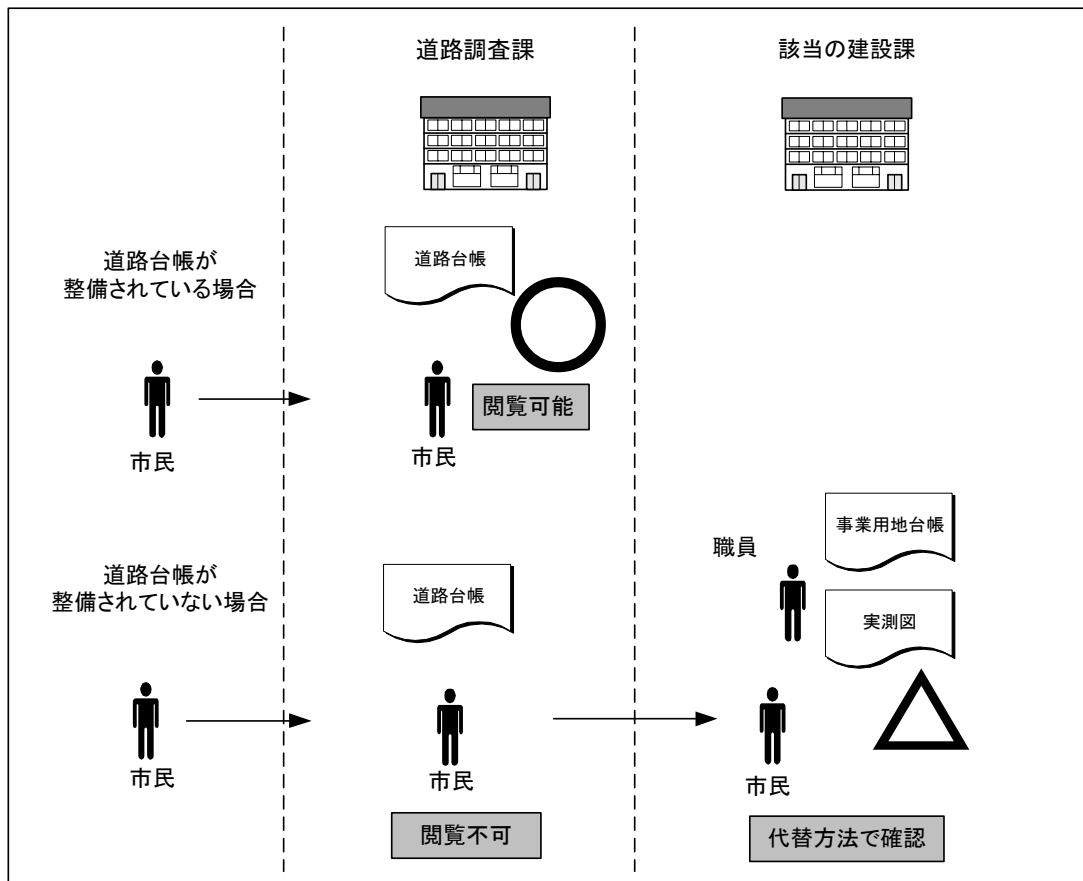 道路調査課
該当の建設課
道路台帳が
整備されている場合
道路台帳
閲覧可能
市民
市民
道路台帳が
整備されていない場合
道路台帳
職員
事業用地台帳
実測図
市民
市民
市民
閲覧不可
代替方法で確認